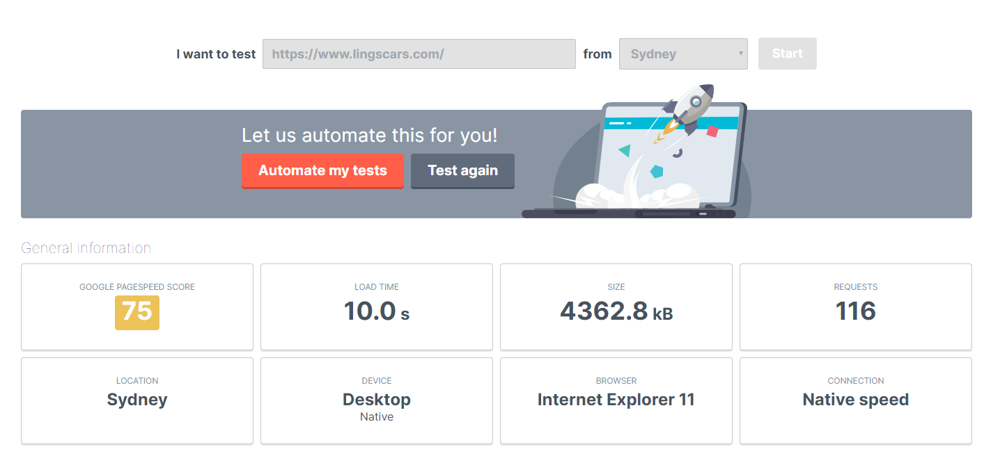 I want to test https://www.lingscars.com/ from Sydney Start
Let us automate this for you!
Automate my tests Test again
General information
GOOGLE PAGESPEED SCORE LOAD TIME SIZE REQUESTS
75 10.0 s 4362.8 kB 116
LOCATION DEVICE BROWSER CONNECTION
Sydney Desktop Internet Explorer 11 Native speed
Native